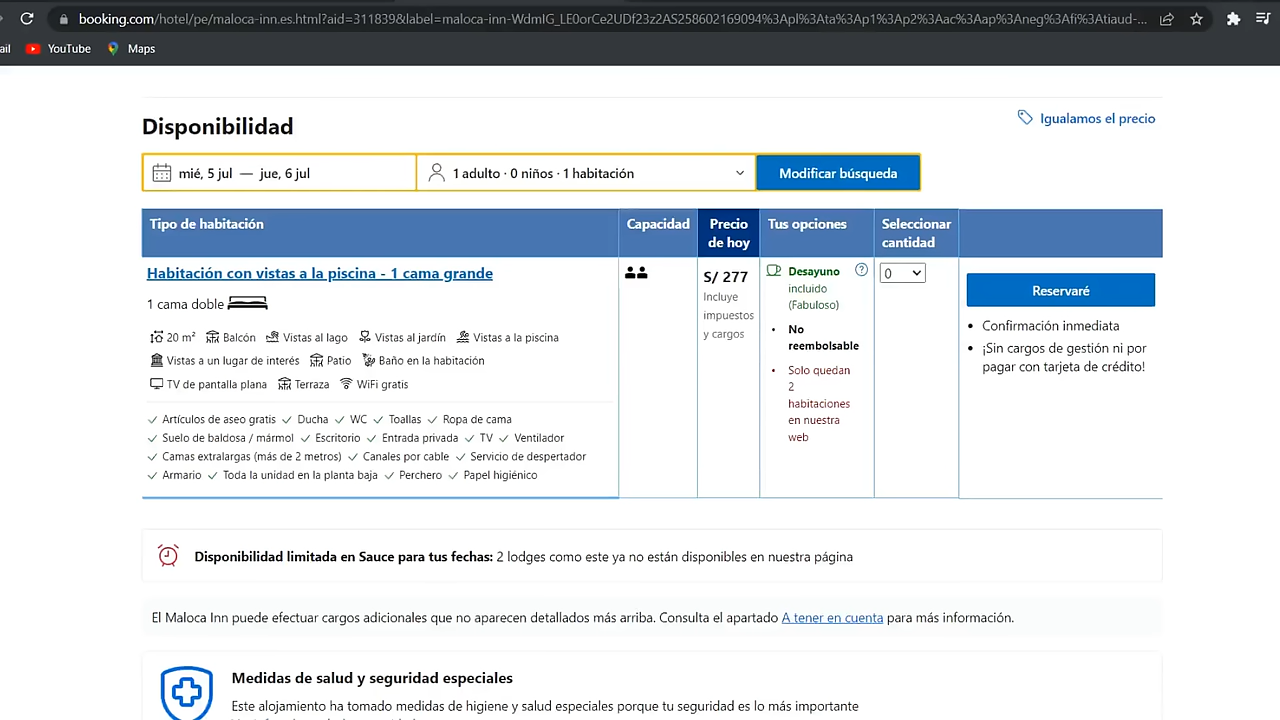 booking.com/hotel/pe/maloca-inn.es.html?aid=311839&label=maloca-inn-WdmIG_LE0orCe2UDf23z2AS258602169094%3Apl%3Ata%3Ap1%3Ap2%3Aac%3Aap%3Aneg%3Afi%3Atiaud-...
ail YouTube Maps
Disponibilidad
Igualamos el precio
mié, 5 jul — jue, 6 jul
1 adulto · 0 niños · 1 habitación
Modificar búsqueda
Tipo de habitación
Capacidad
Precio
de hoy
Tus opciones
Seleccionar
cantidad
Habitación con vistas a la piscina - 1 cama grande
1 cama doble
20 m² Balcón Vistas al lago Vistas al jardín Vistas a la piscina
Vistas a un lugar de interés Patio Baño en la habitación
TV de pantalla plana Terraza WiFi gratis
Artículos de aseo gratis Ducha WC Toallas Ropa de cama
Suelo de baldosa / mármol Escritorio Entrada privada TV Ventilador
Camas extralargas (más de 2 metros) Canales por cable Servicio de despertador
Armario Toda la unidad en la planta baja Perchero Papel higiénico
S/ 277
Incluye
impuestos
y cargos
Desayuno
incluido
(Fabuloso)
• No
reembolsable
• Solo quedan
2
habitaciones
en nuestra
web
0
Reservaré
• Confirmación inmediata
• ¡Sin cargos de gestión ni por
pagar con tarjeta de crédito!
Disponibilidad limitada en Sauce para tus fechas: 2 lodges como este ya no están disponibles en nuestra página
El Maloca Inn puede efectuar cargos adicionales que no aparecen detallados más arriba. Consulta el apartado A tener en cuenta para más información.
Medidas de salud y seguridad especiales
Este alojamiento ha tomado medidas de higiene y salud especiales porque tu seguridad es lo más importante